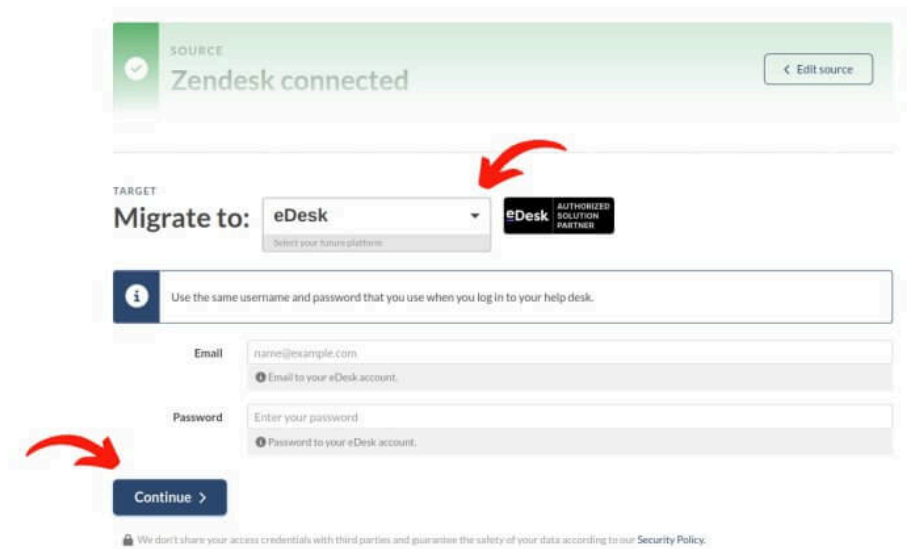 SOURCE
Zendesk connected
Edit source
TARGET
Migrate to:
eDesk
Select your future platform
eDesk AUTHORIZED
SOLUTION
PARTNER
Use the same username and password that you use when you log in to your help desk.
Email
name@example.com
Email to your eDesk account.
Password
Enter your password
Password to your eDesk account.
Continue
We don't share your access credentials with third parties and guarantee the safety of your data according to our Security Policy.